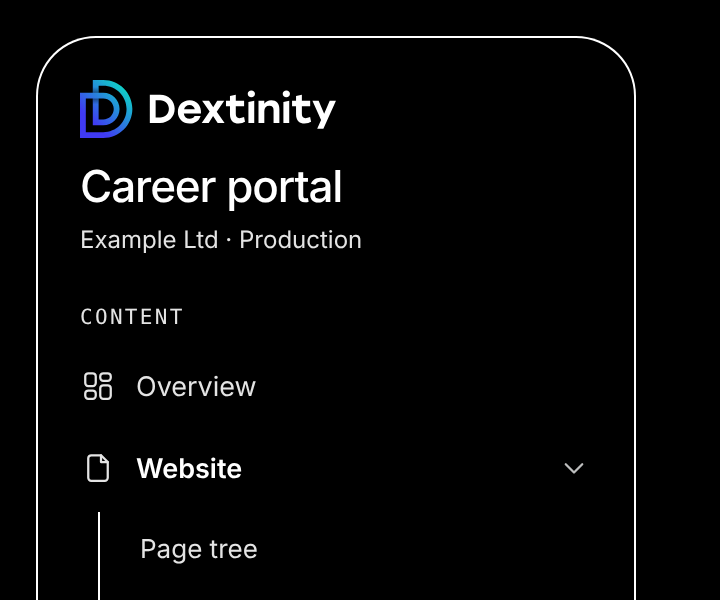 Dextinity
Career portal
Example Ltd · Production
CONTENT
Overview
Website
Page tree